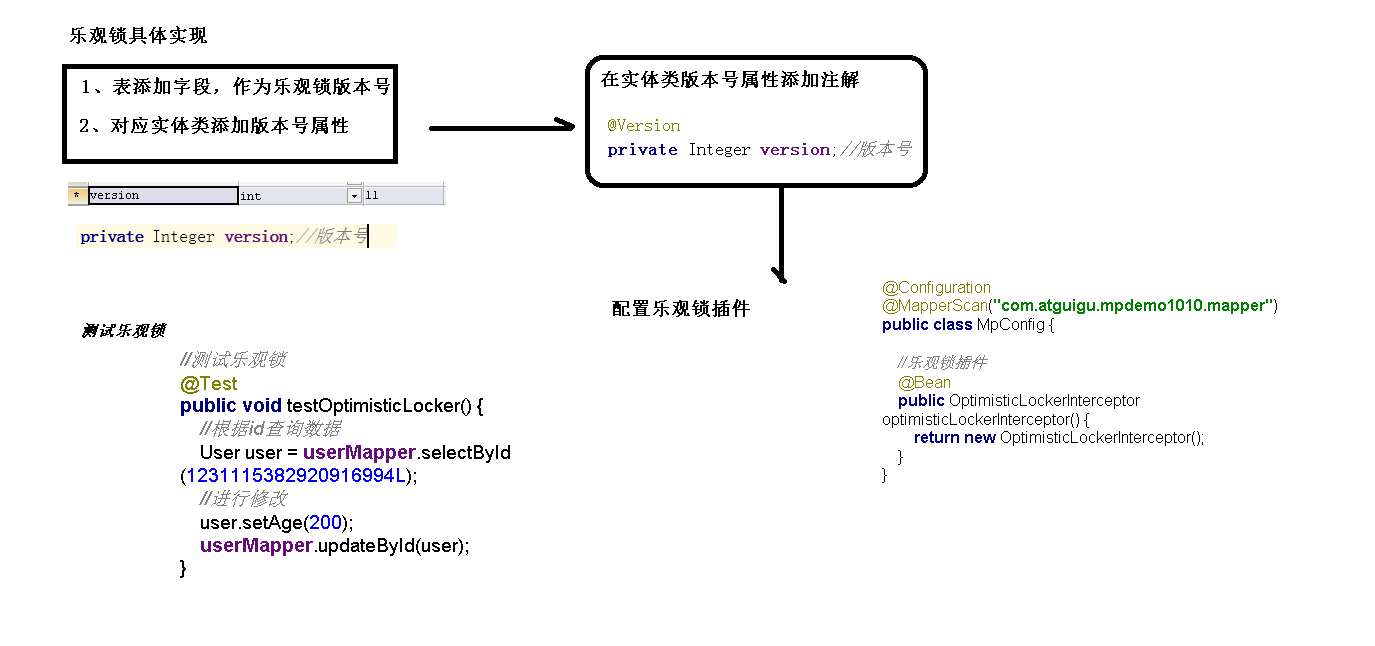 乐观锁具体实现
1、表添加字段，作为乐观锁版本号
2、对应实体类添加版本号属性
* version int 11
private Integer version;//版本号
在实体类版本号属性添加注解
@Version
private Integer version;//版本号
配置乐观锁插件
@Configuration
@MapperScan("com.atguigu.mpdemo1010.mapper")
public class MpConfig {
//乐观锁插件
@Bean
public OptimisticLockerInterceptor
optimisticLockerInterceptor() {
return new OptimisticLockerInterceptor();
}
}
测试乐观锁
//测试乐观锁
@Test
public void testOptimisticLocker() {
//根据id查询数据
User user = userMapper.selectById
(1231115382920916994L);
//进行修改
user.setAge(200);
userMapper.updateById(user);
}